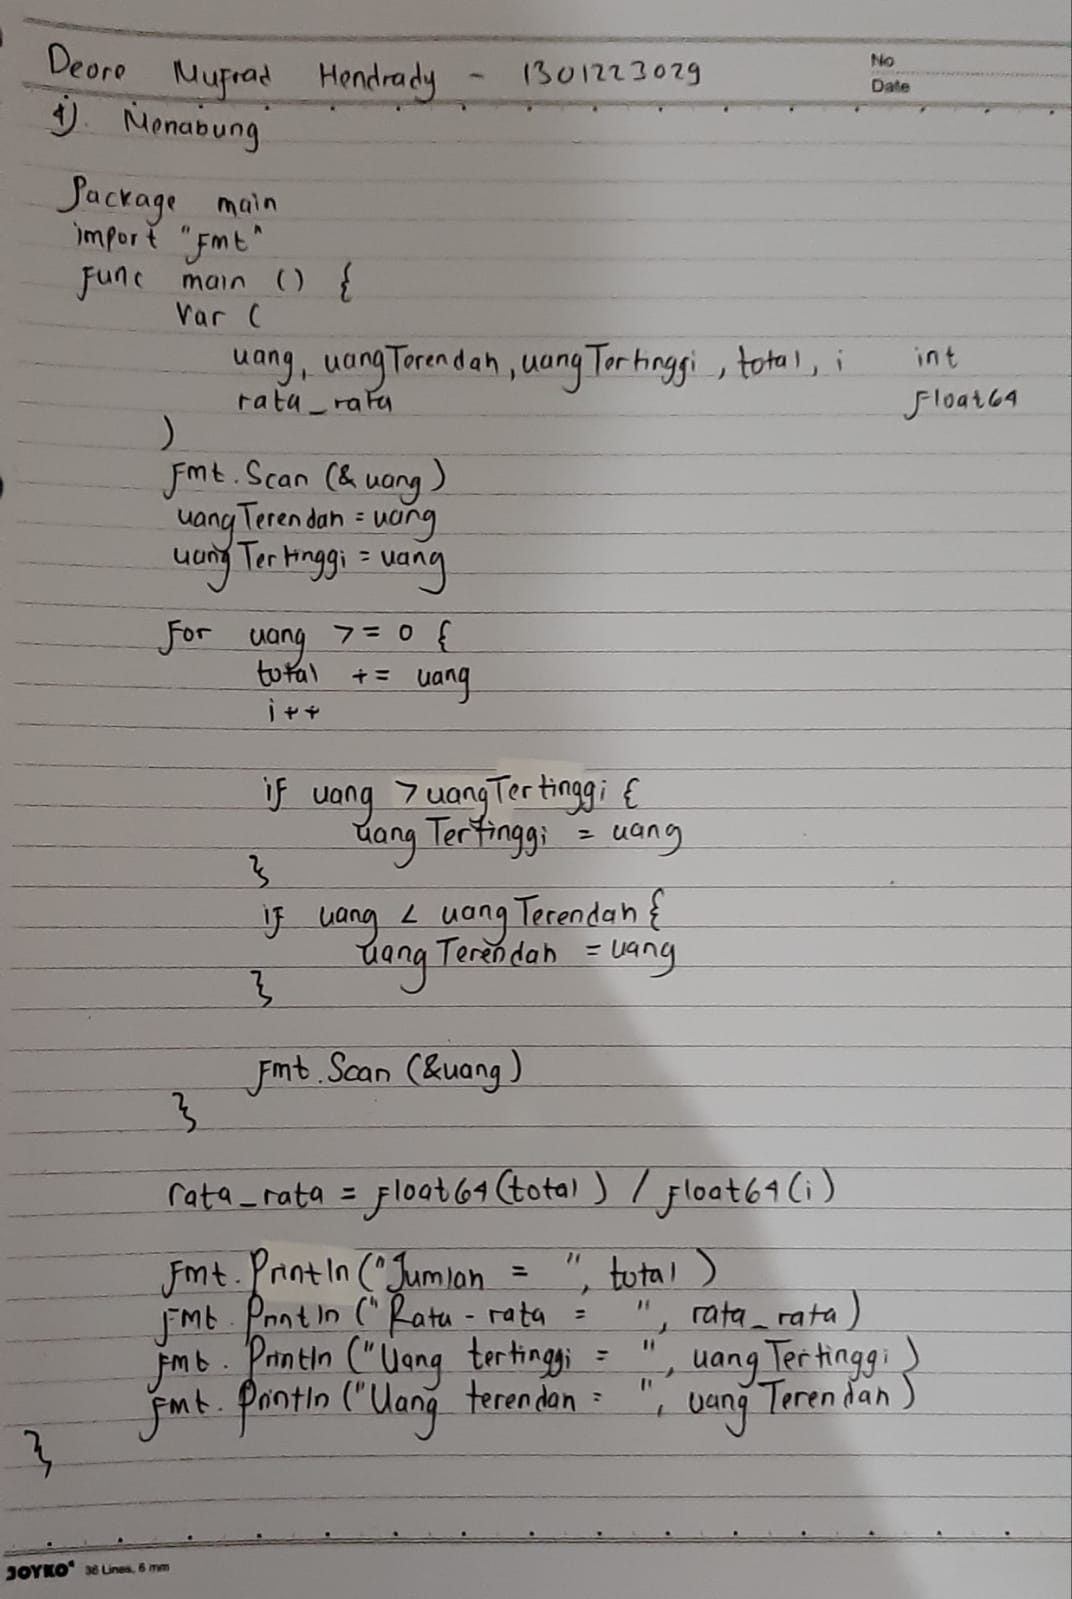 Deoro Mufrad Hendrady - 1301223029
No
Date
1). Menabung
Package main
import "fmt"
func main () {
var (
uang, uangTerendah, uangTertinggi, total, i int
rata_rata float64
)
fmt.Scan (&uang)
uangTerendah = uang
uangTertinggi = uang
for uang >= 0 {
total += uang
i++
if uang > uangTertinggi {
uangTertinggi = uang
}
if uang < uangTerendah {
uangTerendah = uang
}
fmt.Scan (&uang)
}
rata_rata = float64(total) / float64(i)
fmt.Println ("Jumlah = ", total)
fmt.Println ("Rata-rata = ", rata_rata)
fmt.Println ("Uang tertinggi = ", uangTertinggi)
fmt.Println ("Uang terendah = ", uangTerendah)
}
JOYKO 36 Lines, 6 mm